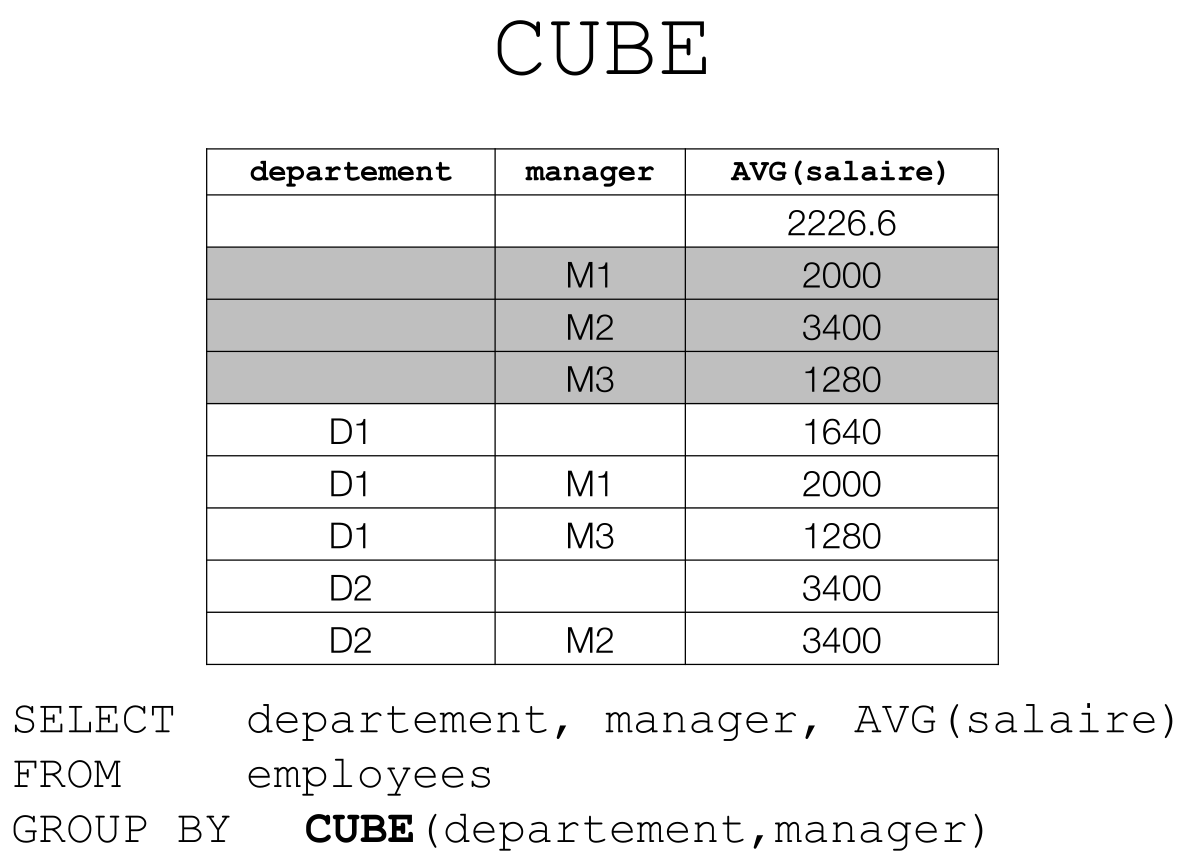 CUBE
departement manager AVG(salaire)
2226.6
M1 2000
M2 3400
M3 1280
D1 1640
D1 M1 2000
D1 M3 1280
D2 3400
D2 M2 3400
SELECT departement, manager, AVG(salaire)
FROM employees
GROUP BY CUBE(departement,manager)